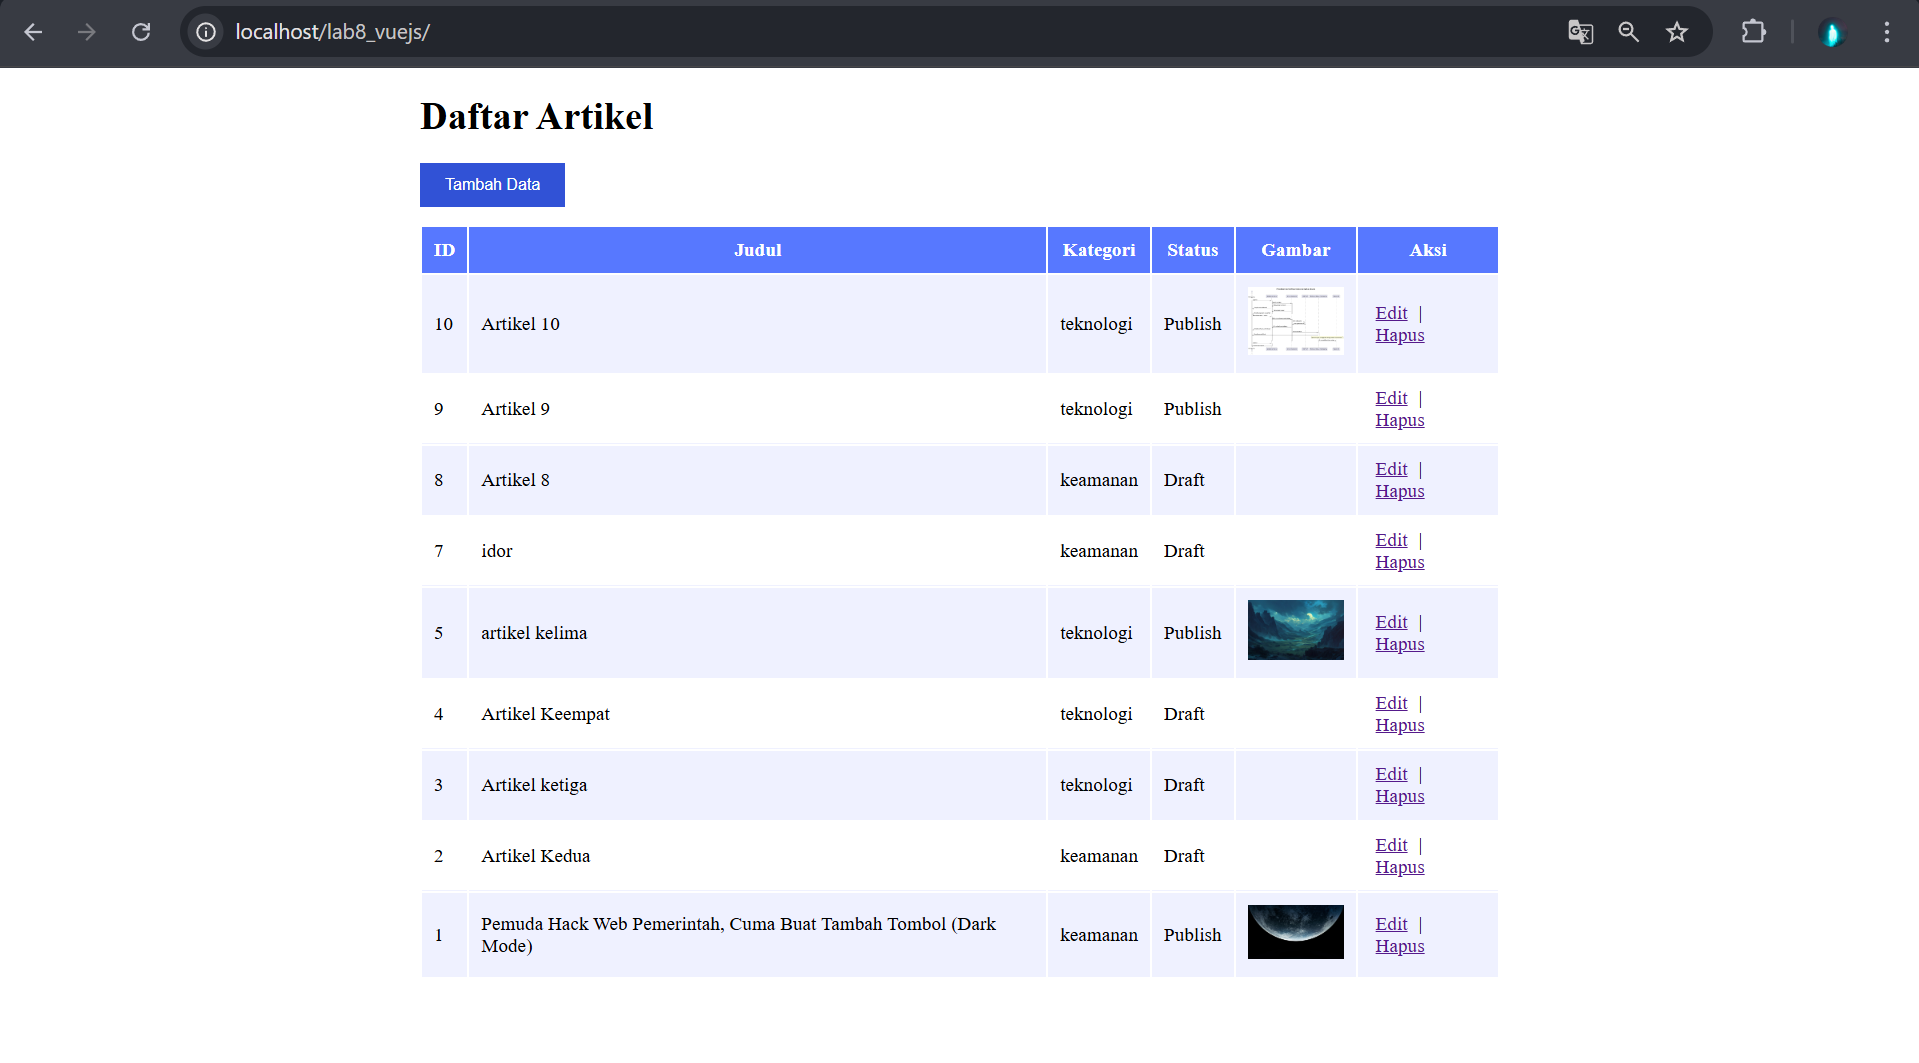 localhost/lab8_vuejs/
Daftar Artikel
Tambah Data
ID Judul Kategori Status Gambar Aksi
10 Artikel 10 teknologi Publish Edit |
Hapus
9 Artikel 9 teknologi Publish Edit |
Hapus
8 Artikel 8 keamanan Draft Edit |
Hapus
7 idor keamanan Draft Edit |
Hapus
5 artikel kelima teknologi Publish Edit |
Hapus
4 Artikel Keempat teknologi Draft Edit |
Hapus
3 Artikel ketiga teknologi Draft Edit |
Hapus
2 Artikel Kedua keamanan Draft Edit |
Hapus
1 Pemuda Hack Web Pemerintah, Cuma Buat Tambah Tombol (Dark
Mode) keamanan Publish Edit |
Hapus